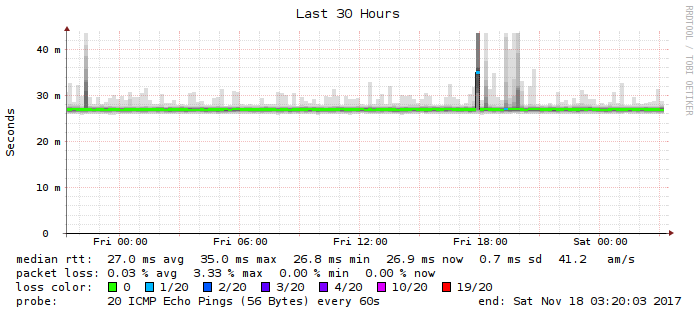 Last 30 Hours
RRDTOOL / TOBI OETIKER
Seconds
40 m
30 m
20 m
10 m
0
Fri 00:00 Fri 06:00 Fri 12:00 Fri 18:00 Sat 00:00
median rtt: 27.0 ms avg 35.0 ms max 26.8 ms min 26.9 ms now 0.7 ms sd 41.2 am/s
packet loss: 0.03 % avg 3.33 % max 0.00 % min 0.00 % now
loss color: 0 1/20 2/20 3/20 4/20 10/20 19/20
probe: 20 ICMP Echo Pings (56 Bytes) every 60s end: Sat Nov 18 03:20:03 2017